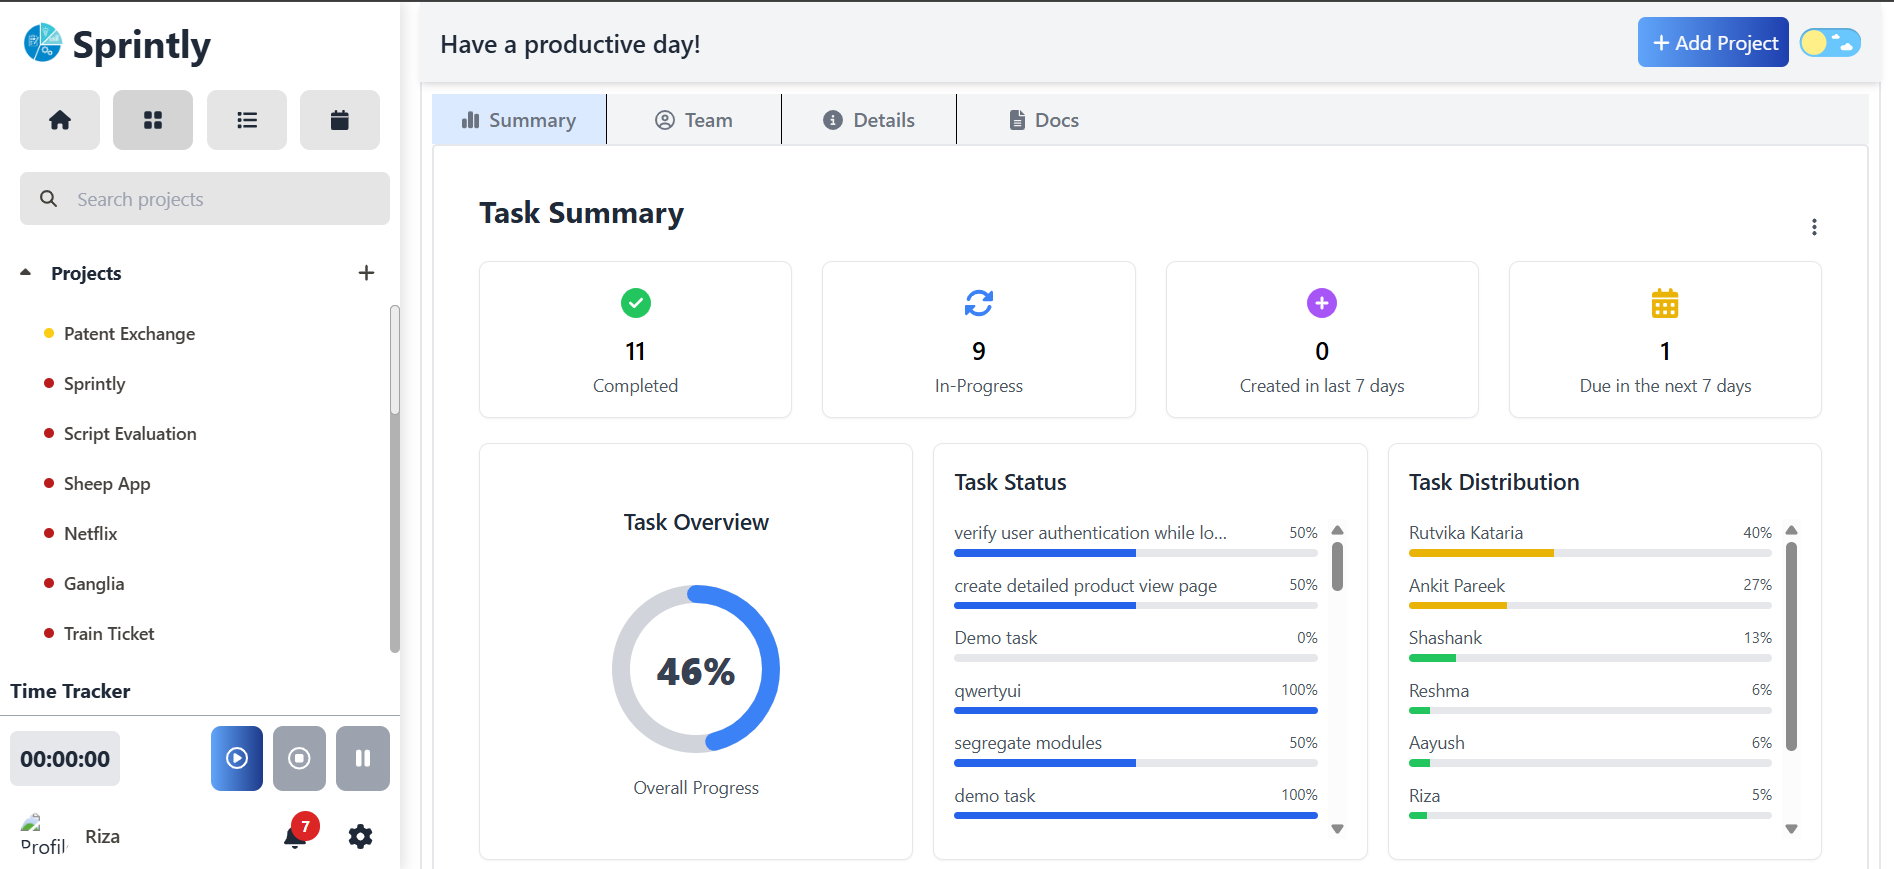 Sprintly
Search projects
Projects
Patent Exchange
Sprintly
Script Evaluation
Sheep App
Netflix
Ganglia
Train Ticket
Time Tracker
00:00:00
Profil
Riza
7
Have a productive day!
+ Add Project
Summary
Team
Details
Docs
Task Summary
11
Completed
9
In-Progress
0
Created in last 7 days
1
Due in the next 7 days
Task Overview
46%
Overall Progress
Task Status
verify user authentication while lo... 50%
create detailed product view page 50%
Demo task 0%
qwertyui 100%
segregate modules 50%
demo task 100%
Task Distribution
Rutvika Kataria 40%
Ankit Pareek 27%
Shashank 13%
Reshma 6%
Aayush 6%
Riza 5%